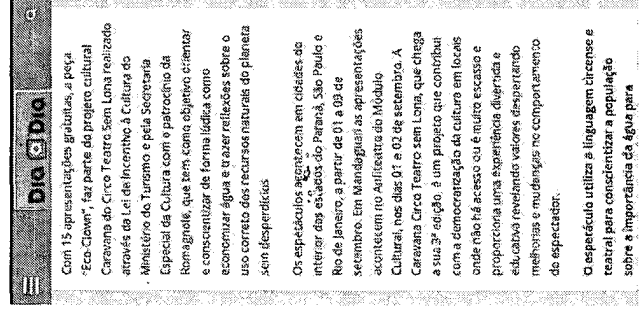 Dia a Dia
Com 15 apresentações gratuitas, a peça
"Eco-Clown", faz parte do projeto cultural
Caravana do Circo Teatro Sem Lona realizado
através da Lei de Incentivo à Cultura do
Ministério do Turismo e pela Secretaria
Espacial da Cultura com o patrocínio da
Romagnole, que tem como objetivo orientar
e conscientizar de forma lúdica como
economizar água e trazer reflexões sobre o
uso correto dos recursos naturais do planeta
sem desperdícios
Os espetáculos acontecem em cidades do
interior dos estados do Paraná, São Paulo e
Rio de Janeiro, a partir de 01 a 09 de
setembro. Em Mandaguari as apresentações
acontecem no Anfiteatro do Módulo
Cultural, nos dias 01 e 02 de setembro. A
Caravana Circo Teatro sem Lona, que chega
a sua 3ª edição, é um projeto que contribui
com a democratização da cultura em locais
onde não há acesso ou é muito escasso e
proporciona uma experiência divertida e
educativa revelando valores despertando
melhorias e mudanças no comportamento
do espectador.
O espetáculo utiliza a linguagem circense e
teatral para conscientizar a população
sobre a importância da água para